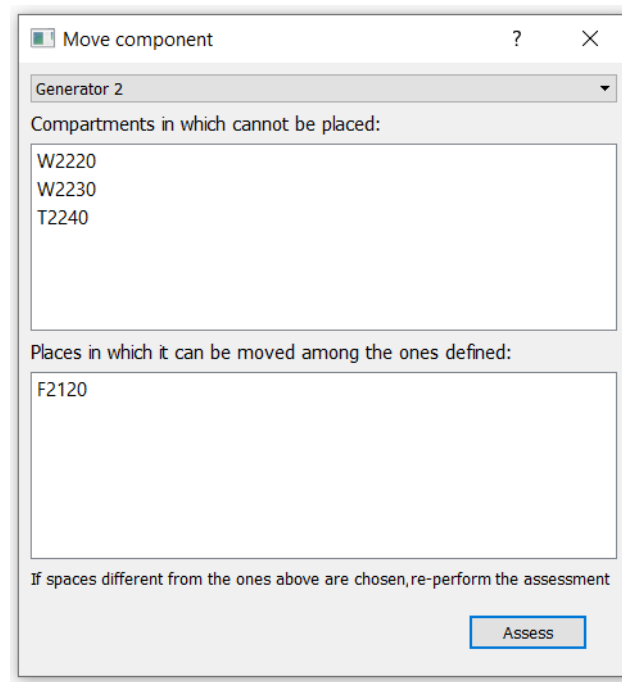 Move component
?
Generator 2
Compartments in which cannot be placed:
W2220
W2230
T2240
Places in which it can be moved among the ones defined:
F2120
If spaces different from the ones above are chosen,re-perform the assessment
Assess